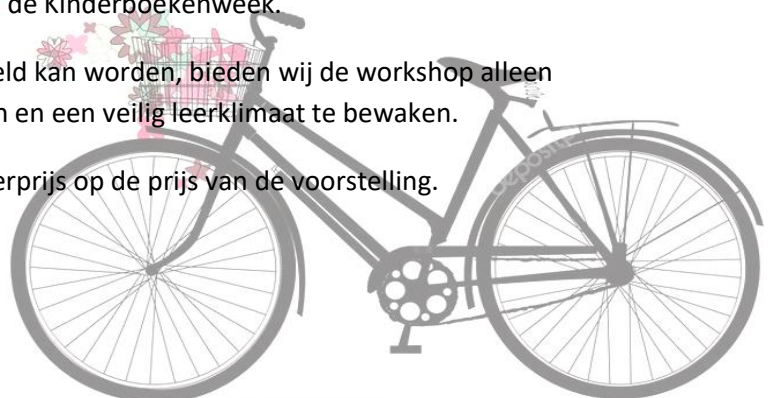 de Kinderboekenweek.
eld kan worden, bieden wij de workshop alleen
n en een veilig leerklimaat te bewaken.
erprijs op de prijs van de voorstelling.
deposit